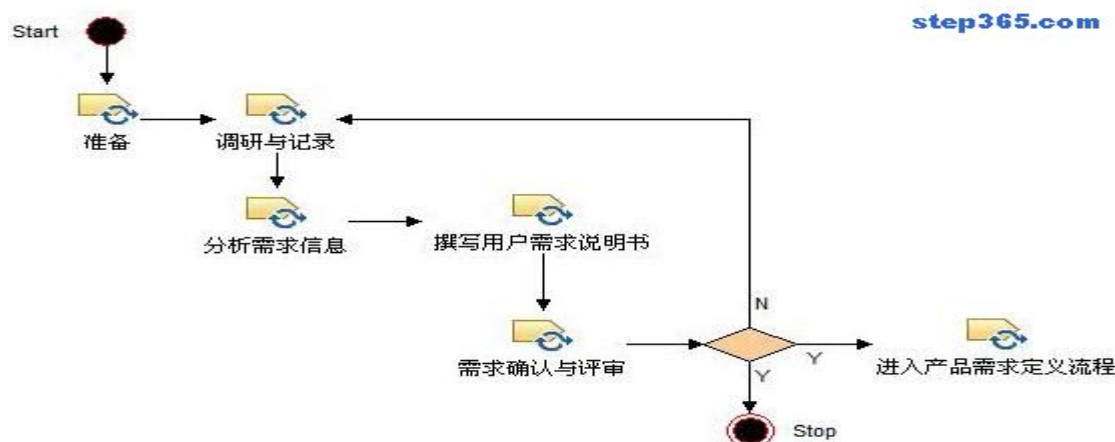 step365.com
Start
准备
调研与记录
分析需求信息
撰写用户需求说明书
N
需求确认与评审
Y
进入产品需求定义流程
Y
Stop